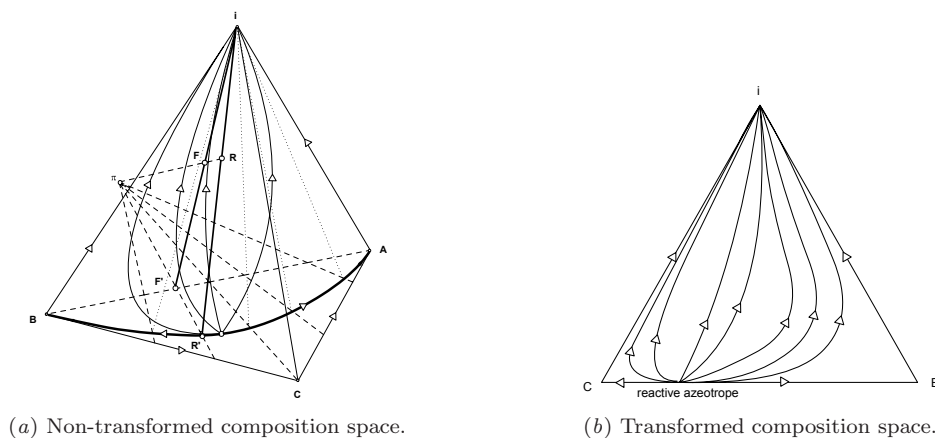 i
F
R
π
A
F'
B
R'
C
i
C
reactive azeotrope
(a) Non-transformed composition space.
(b) Transformed composition space.